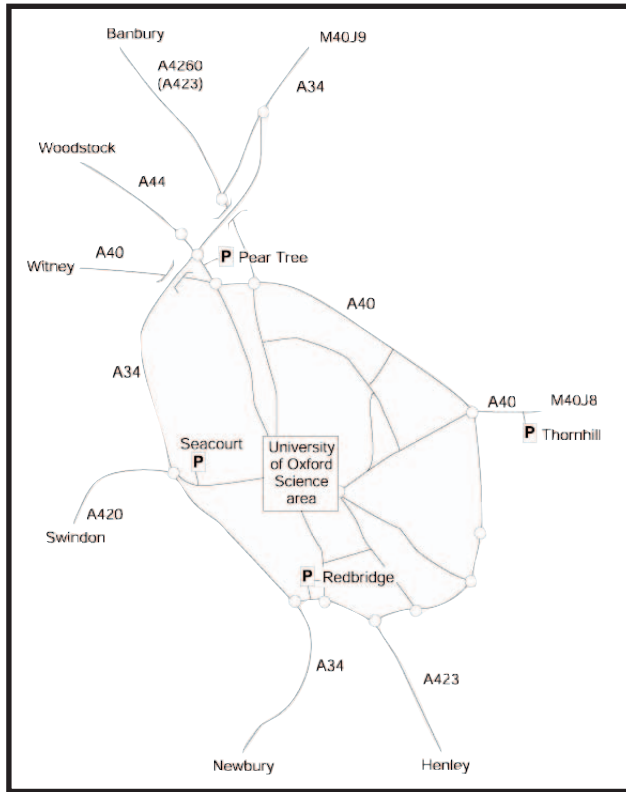 Banbury
M40J9
A4260
(A423)
A34
Woodstock
A44
A40
Witney
P Pear Tree
A40
A34
A40
M40J8
P Thornhill
Seacourt
P
University
of Oxford
Science
area
A420
Swindon
P Redbridge
A34
A423
Newbury
Henley